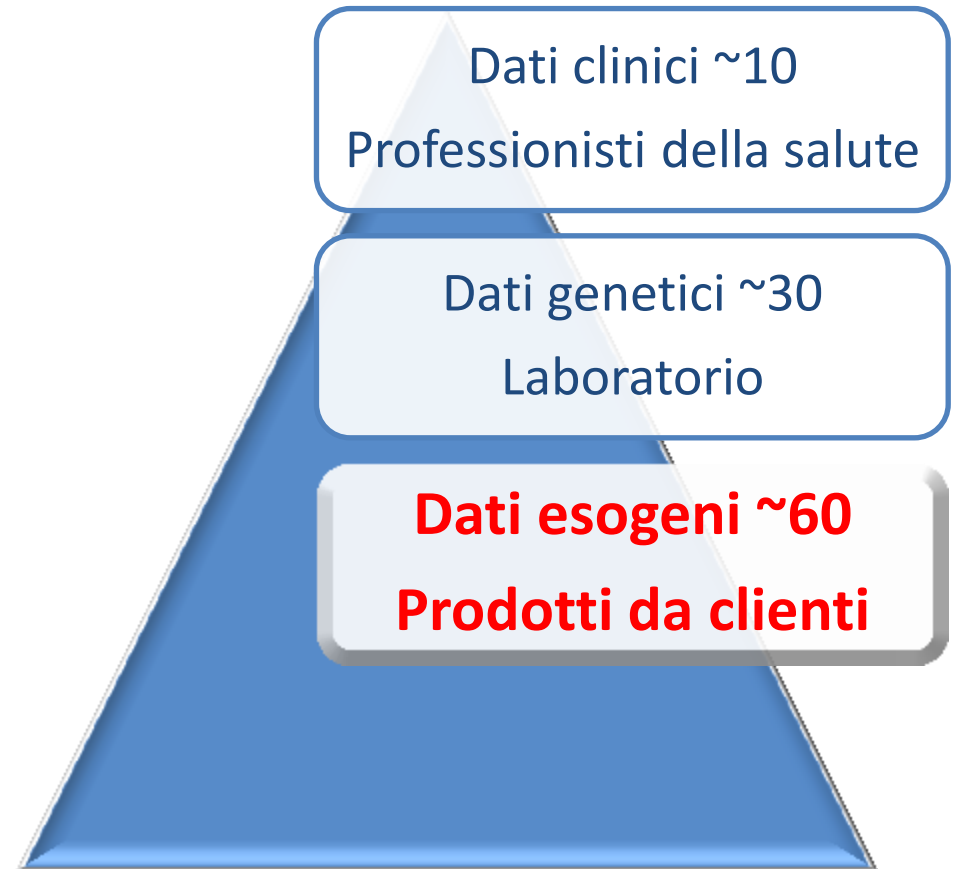 Dati clinici ~10
Professionisti della salute
Dati genetici ~30
Laboratorio
Dati esogeni ~60
Prodotti da clienti